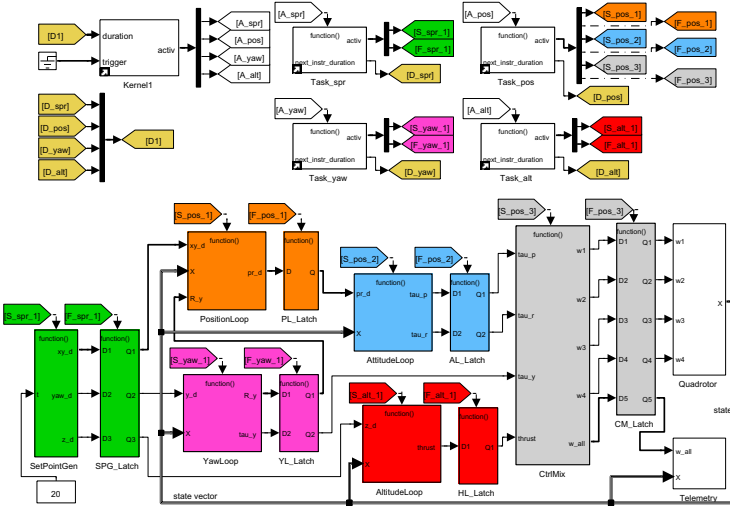 [D1]
duration
trigger
activ
Kernel1
[A_spr]
[A_pos]
[A_yaw]
[A_alt]
[A_spr]
function()
activ
next_instr_duration
Task_spr
[S_spr_1]
[F_spr_1]
[D_spr]
[A_pos]
function()
activ
next_instr_duration
Task_pos
[S_pos_1]
[F_pos_1]
[S_pos_2]
[F_pos_2]
[S_pos_3]
[F_pos_3]
[D_pos]
[D_spr]
[D_pos]
[D_yaw]
[D_alt]
[D1]
[A_yaw]
function()
activ
next_instr_duration
Task_yaw
[S_yaw_1]
[F_yaw_1]
[D_yaw]
[A_alt]
function()
activ
next_instr_duration
Task_alt
[S_alt_1]
[F_alt_1]
[D_alt]
[S_pos_1]
function()
xy_d
X
R_y
pr_d
PositionLoop
[F_pos_1]
function()
D
Q
PL_Latch
[S_pos_2]
function()
pr_d
X
tau_p
tau_r
AttitudeLoop
[F_pos_2]
function()
D1
D2
Q1
Q2
AL_Latch
[S_pos_3]
function()
tau_p
tau_r
tau_y
thrust
w1
w2
w3
w4
w_all
CtrlMix
[F_pos_3]
function()
D1
D2
D3
D4
D5
Q1
Q2
Q3
Q4
Q5
CM_Latch
w1
w2
w3
w4
X
Quadrotor
[S_spr_1]
function()
t
xy_d
yaw_d
z_d
SetPointGen
20
[F_spr_1]
function()
D1
D2
D3
Q1
Q2
Q3
SPG_Latch
[S_yaw_1]
function()
y_d
X
R_y
tau_y
YawLoop
[F_yaw_1]
function()
D1
D2
Q1
Q2
YL_Latch
[S_alt_1]
function()
z_d
X
thrust
AltitudeLoop
[F_alt_1]
function()
D1
Q1
HL_Latch
w_all
X
Telemetry
state vector
state